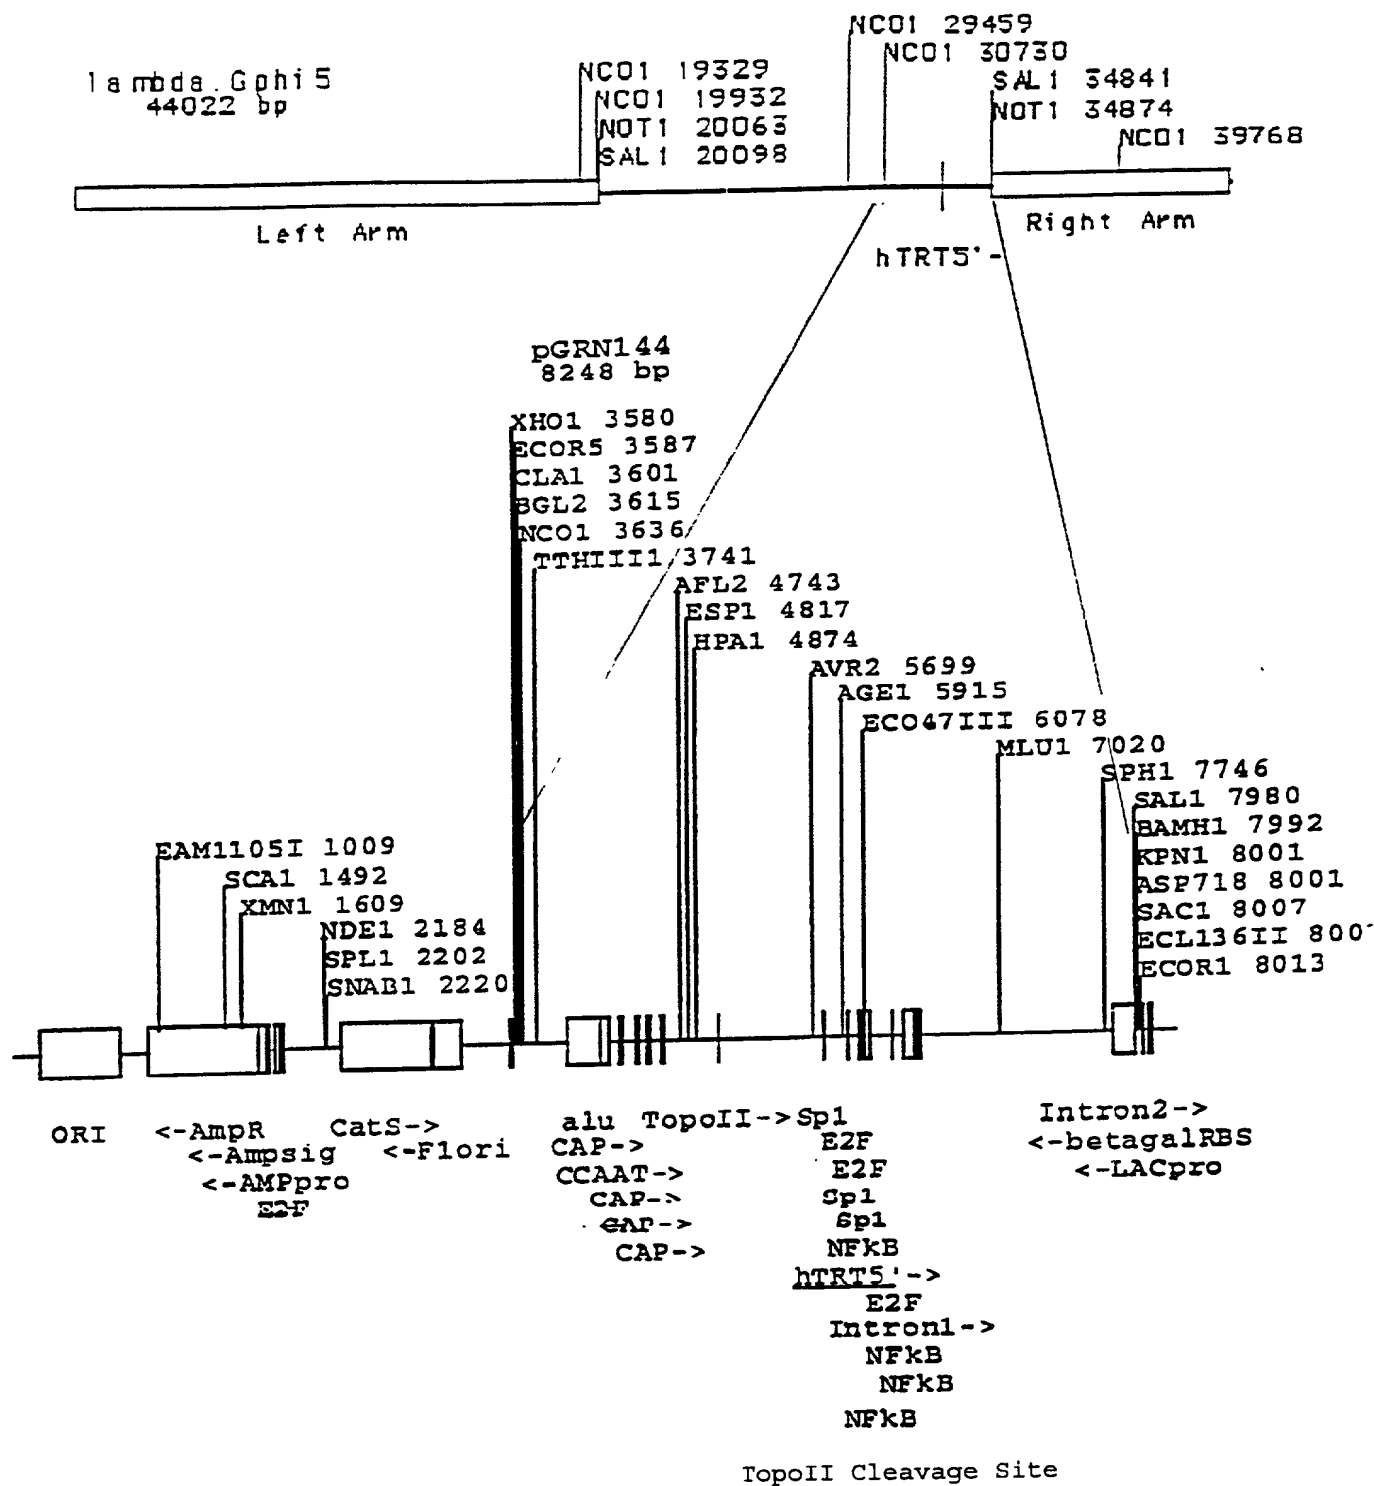 NCO1 29459
NCO1 30730
lambda.Gphi5
44022 bp
NCO1 19329
NCO1 19932
NOT1 20063
SAL1 20098
SAL1 34841
NOT1 34874
NCO1 39768
Left Arm
Right Arm
hTRT5'-
pGRN144
8248 bp
XHO1 3580
ECOR5 3587
CLA1 3601
BGL2 3615
NCO1 3636
TTHIII1 3741
AFL2 4743
ESP1 4817
HPA1 4874
AVR2 5699
AGE1 5915
ECO47III 6078
MLU1 7020
SPH1 7746
SAL1 7980
BAMH1 7992
KPN1 8001
ASP718 8001
SAC1 8007
ECL136II 800
ECOR1 8013
EAM1105I 1009
SCA1 1492
XMN1 1609
NDE1 2184
SPL1 2202
SNAB1 2220
ORI
<-AmpR
<-Ampsig
<-AMPpro
E2F
CatS->
<-F1ori
alu
CAP->
CCAAT->
CAP->
CAP->
CAP->
TopoII->
Sp1
E2F
E2F
Sp1
Sp1
NFkB
hTRT5'->
E2F
Intron1->
NFkB
NFkB
NFkB
Intron2->
<-betagalRBS
<-LACpro
TopoII Cleavage Site